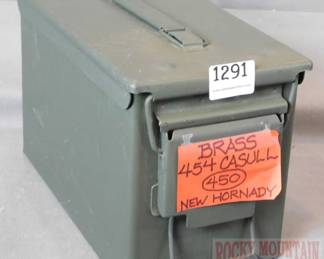 1291
BRASS
454 CASULL
450
NEW HORNADY
ROCKY MOUNTAIN